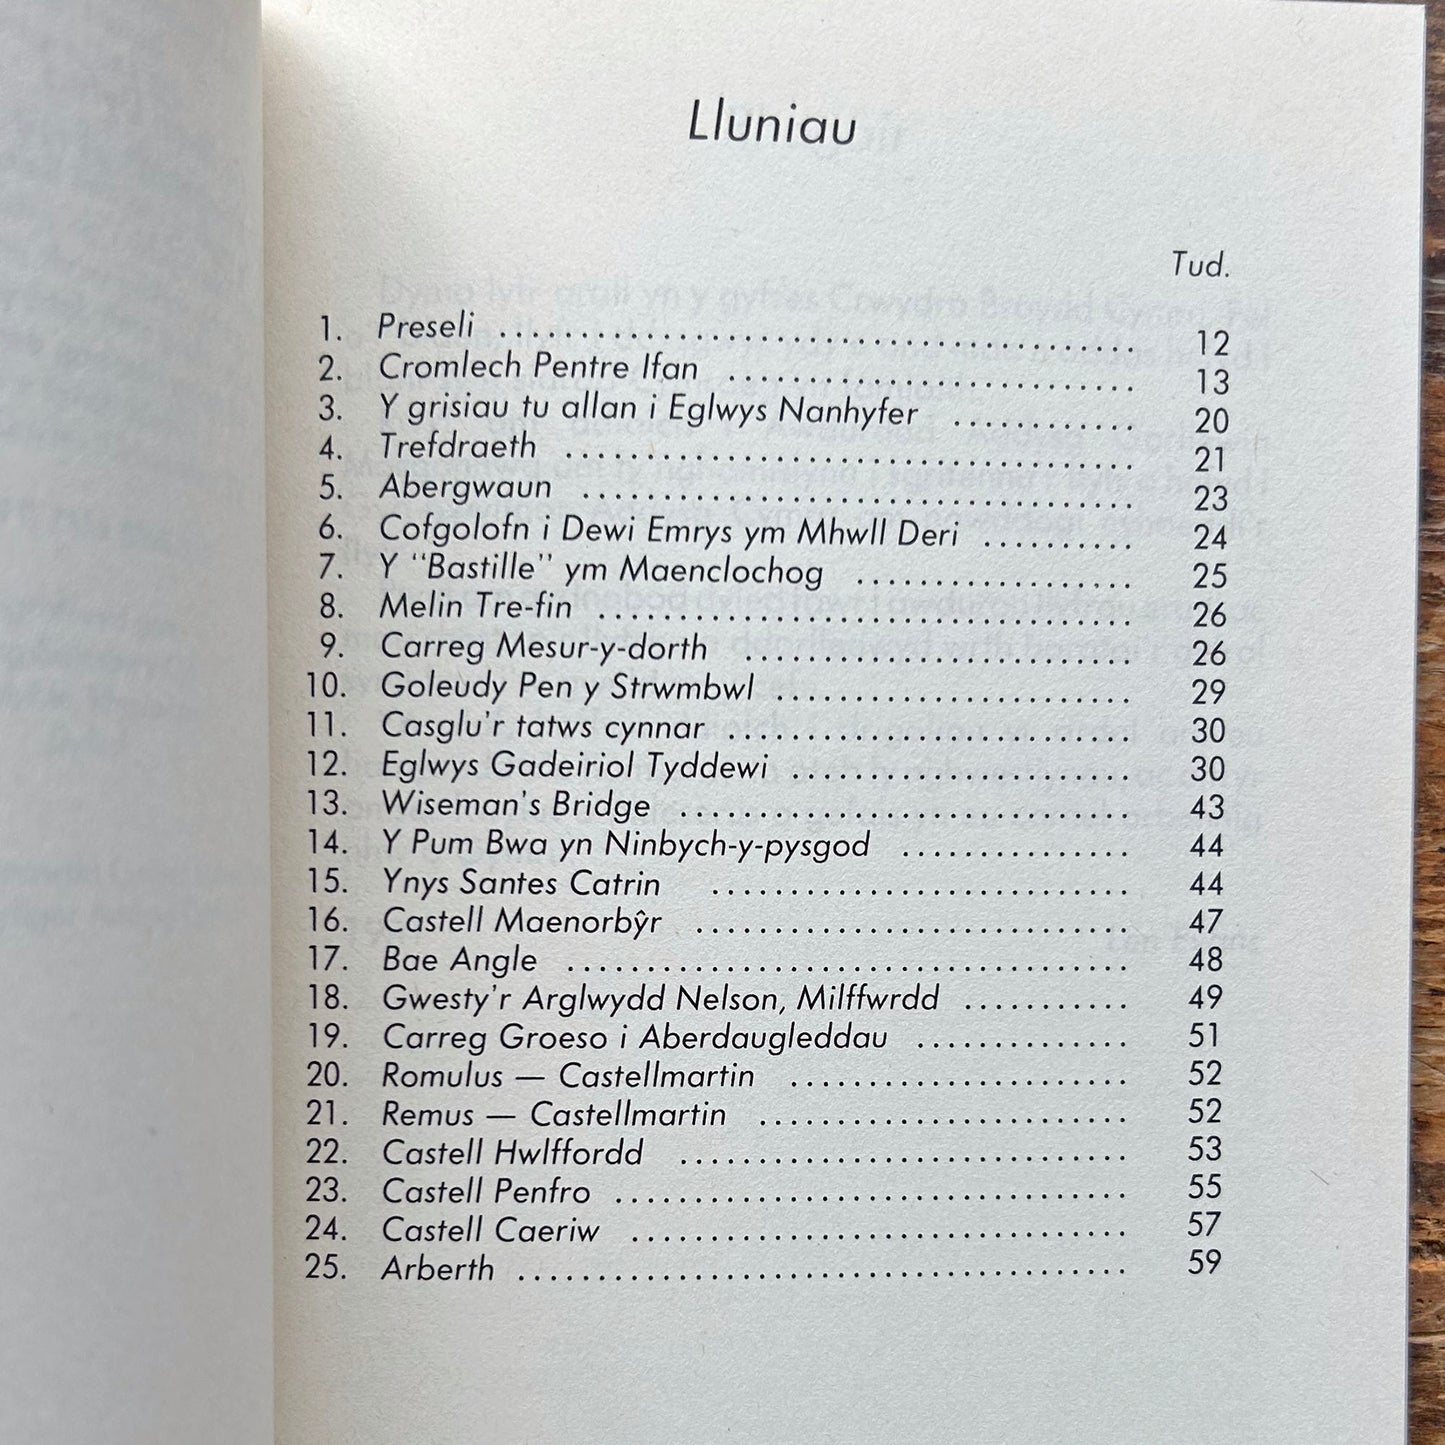 Lluniau
Tud.
1. Preseli ........................................ 12
2. Cromlech Pentre Ifan .......................... 13
3. Y grisiau tu allan i Eglwys Nanhyfer ............ 20
4. Trefdraeth .................................... 21
5. Abergwaun ................................... 23
6. Cofgolofn i Dewi Emrys ym Mhwll Deri .......... 24
7. Y "Bastille" ym Maenclochog .................. 25
8. Melin Tre-fin .................................. 26
9. Carreg Mesur-y-dorth ......................... 26
10. Goleudy Pen y Strwmbwl ....................... 29
11. Casglu'r tatws cynnar .......................... 30
12. Eglwys Gadeiriol Tyddewi ...................... 30
13. Wiseman's Bridge ............................. 43
14. Y Pum Bwa yn Ninbych-y-pysgod ............... 44
15. Ynys Santes Catrin ........................... 44
16. Castell Maenorbŷr ............................ 47
17. Bae Angle .................................... 48
18. Gwesty'r Arglwydd Nelson, Milffwrdd ........... 49
19. Carreg Groeso i Aberdaugleddau .............. 51
20. Romulus — Castellmartin ...................... 52
21. Remus — Castellmartin ........................ 52
22. Castell Hwlffordd ............................. 53
23. Castell Penfro ................................. 55
24. Castell Caeriw ................................ 57
25. Arberth ....................................... 59